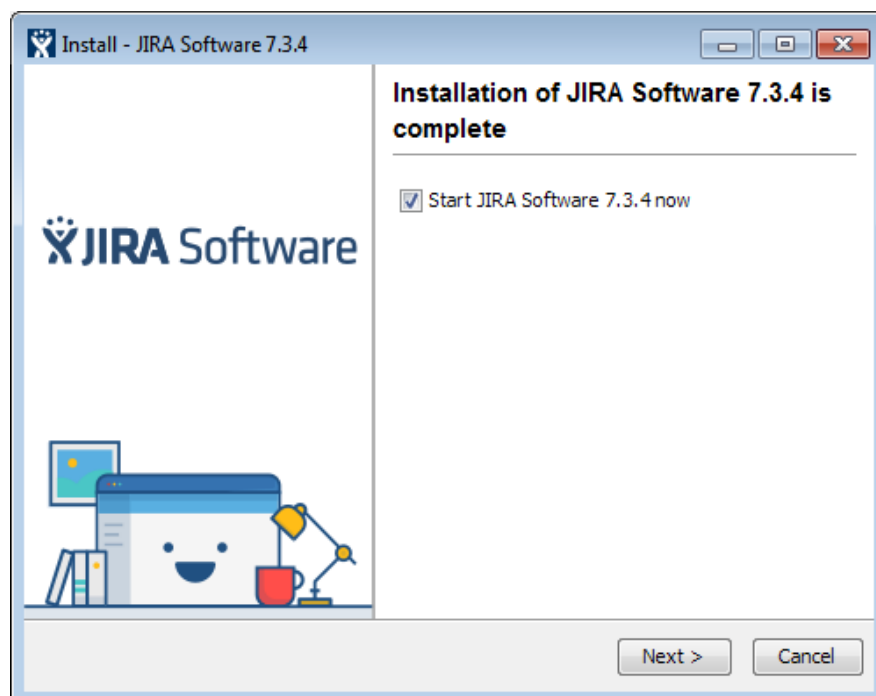 Install - JIRA Software 7.3.4
Installation of JIRA Software 7.3.4 is
complete
Start JIRA Software 7.3.4 now
JIRA Software
Next >
Cancel